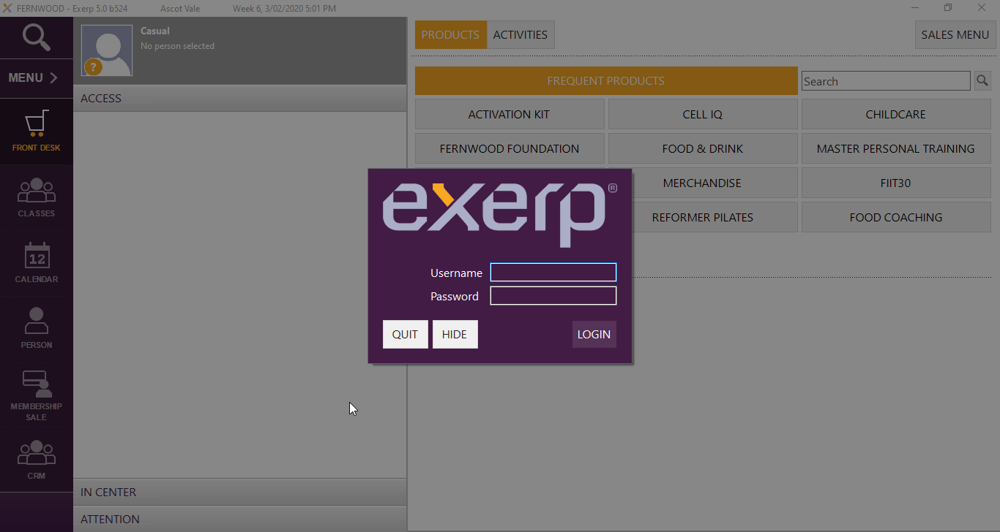 FERNWOOD - Exerp 5.0 b524 Ascot Vale Week 6, 3/02/2020 5:01 PM
MENU
FRONT DESK
CLASSES
12
CALENDAR
PERSON
MEMBERSHIP
SALE
CRM
Casual
No person selected
?
ACCESS
IN CENTER
ATTENTION
PRODUCTS ACTIVITIES SALES MENU
FREQUENT PRODUCTS Search
ACTIVATION KIT CELL IQ CHILDCARE
FERNWOOD FOUNDATION FOOD & DRINK MASTER PERSONAL TRAINING
MERCHANDISE FIIT30
REFORMER PILATES FOOD COACHING
exerp®
Username
Password
QUIT HIDE LOGIN